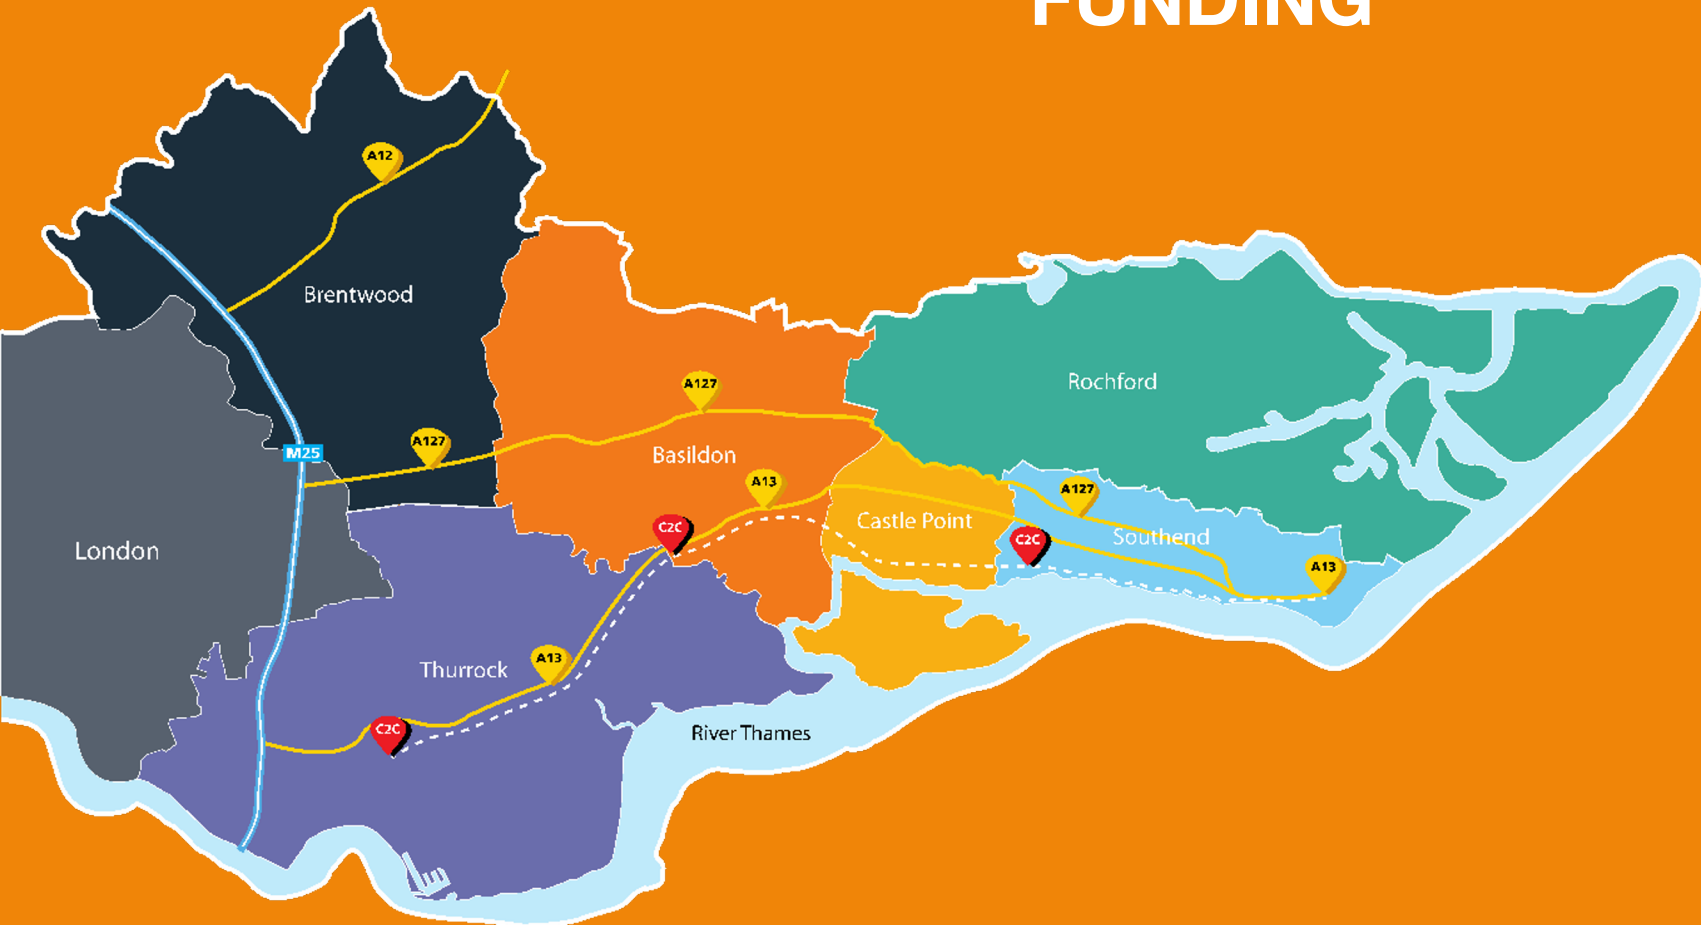 FUNDING
A12
Brentwood
A127
Rochford
A127
M25
Basildon
A13
A127
Castle Point
C2C
C2C
Southend
London
A13
A13
Thurrock
C2C
River Thames